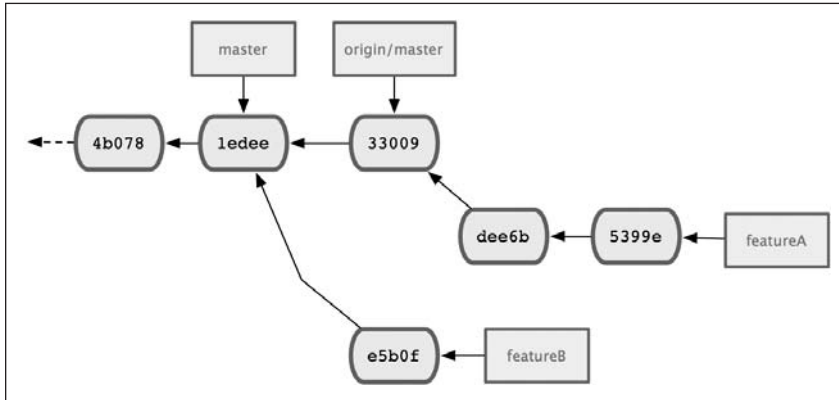 master
origin/master
4b078
1edee
33009
dee6b
5399e
featureA
e5b0f
featureB